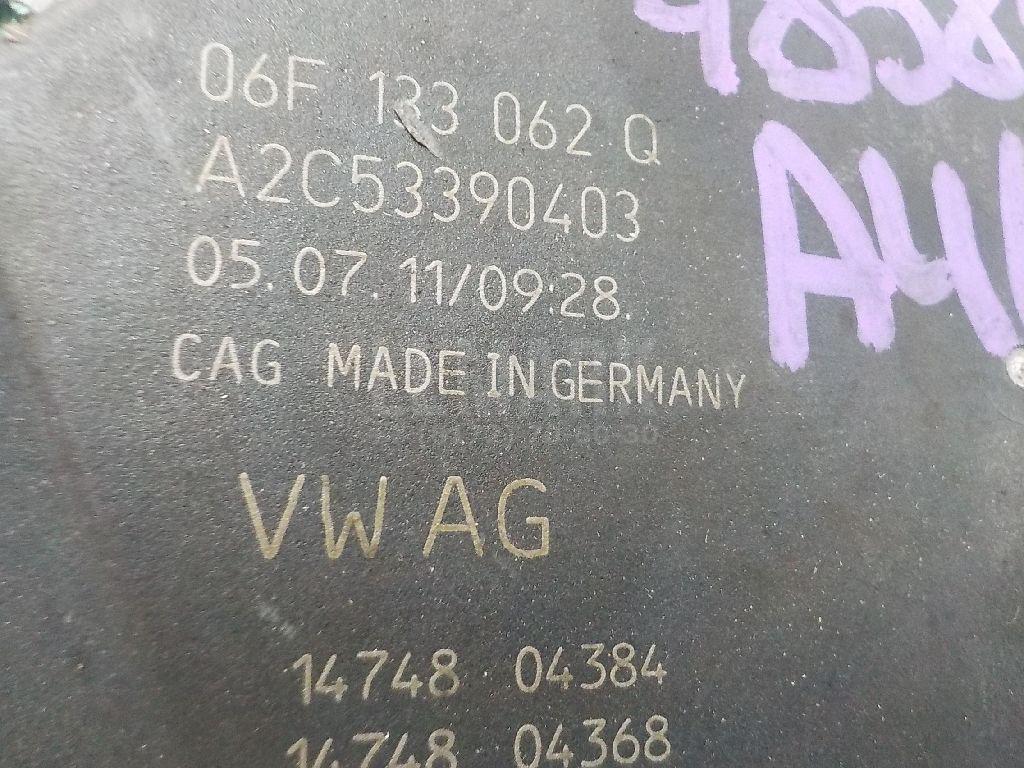 06F 133 062 Q
A2C53390403
05.07.11/09:28.
CAG MADE IN GERMANY
VW AG
14748 04384
14748 04368